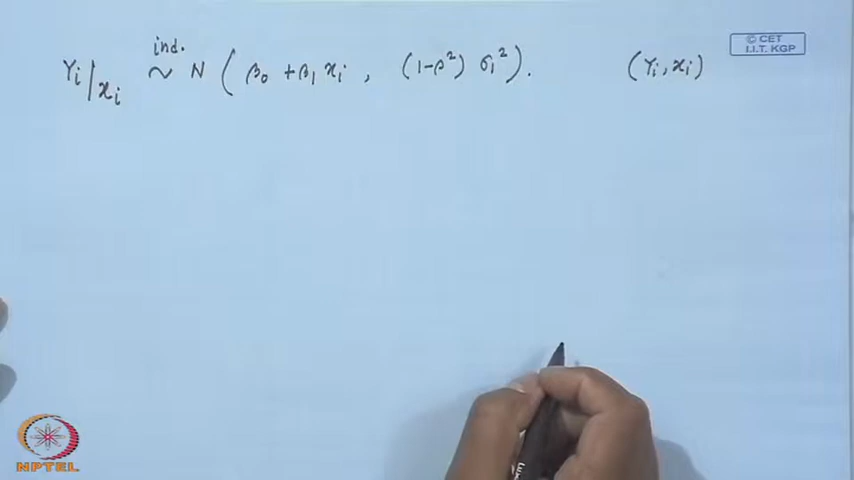 Yi | xi ind. ~ N ( β0 + β1 xi , (1-ρ²) σ1² ) . (Yi, xi)
© CET
I.I.T. KGP
NPTEL